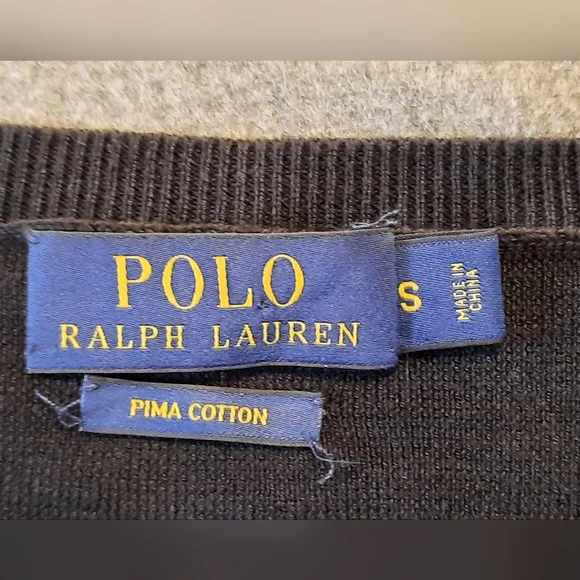 POLO
RALPH LAUREN
S
MADE IN
CHINA
PIMA COTTON